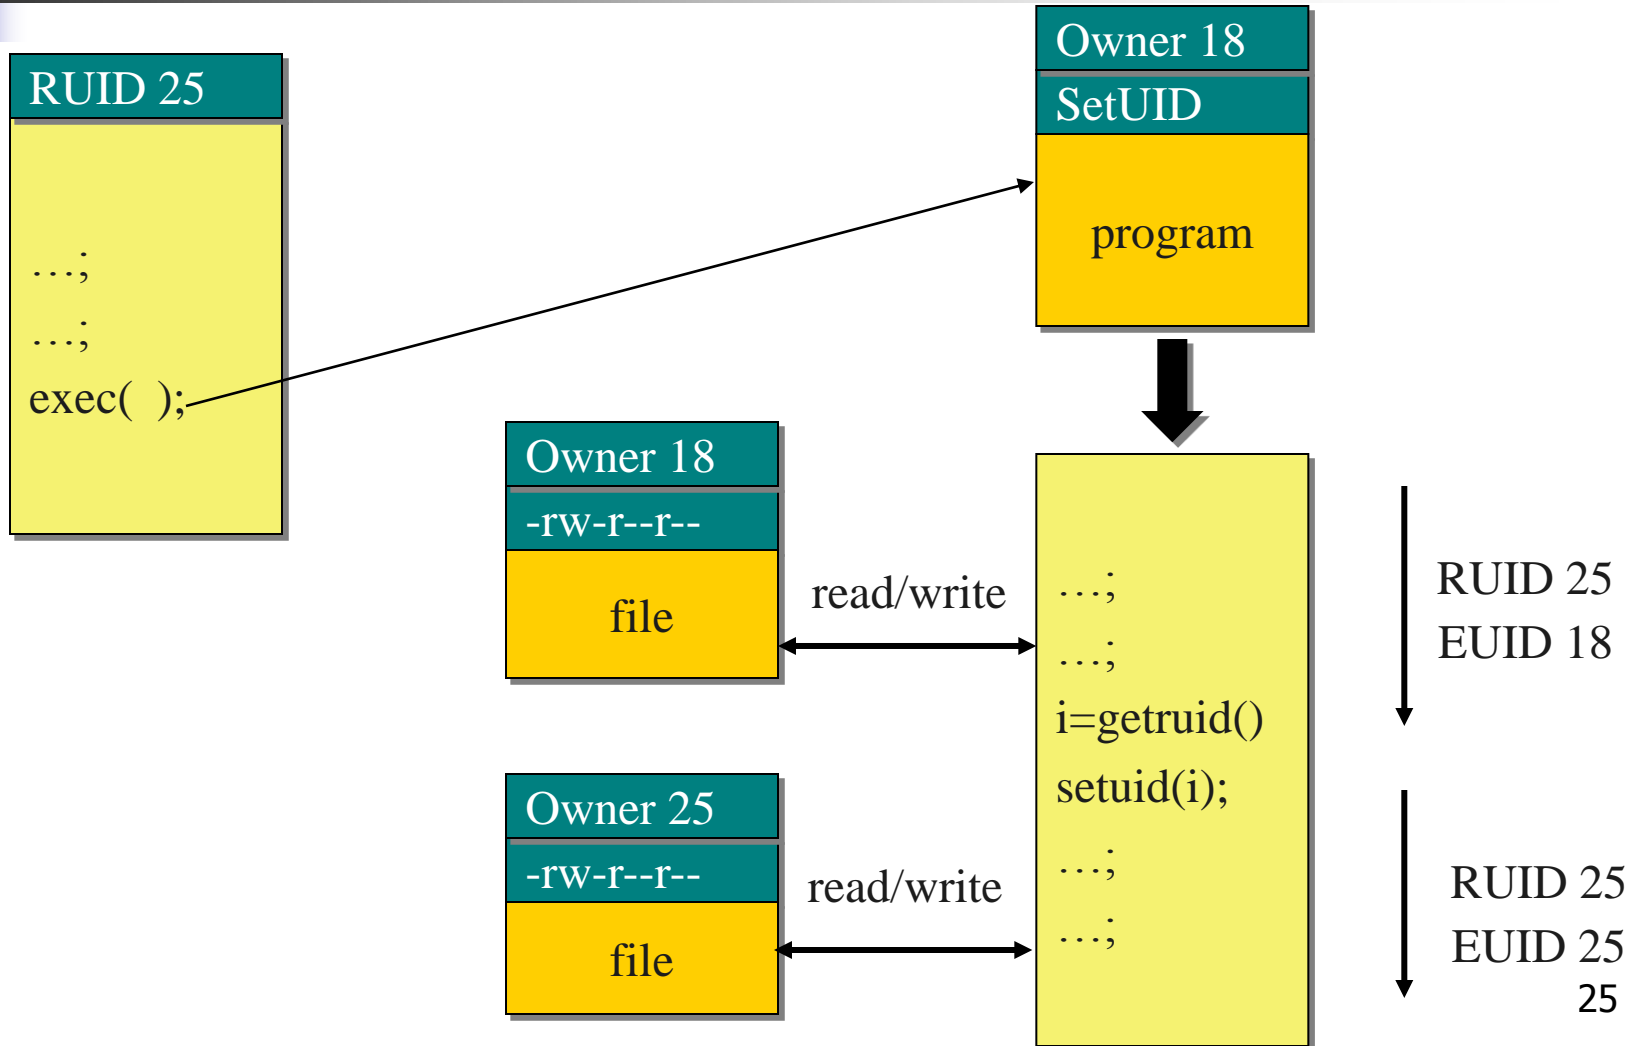 RUID 25
…;
…;
exec( );
Owner 18
SetUID
program
Owner 18
-rw-r--r--
file
read/write
Owner 25
-rw-r--r--
file
read/write
…;
…;
i=getruid()
setuid(i);
…;
…;
RUID 25
EUID 18
RUID 25
EUID 25
25